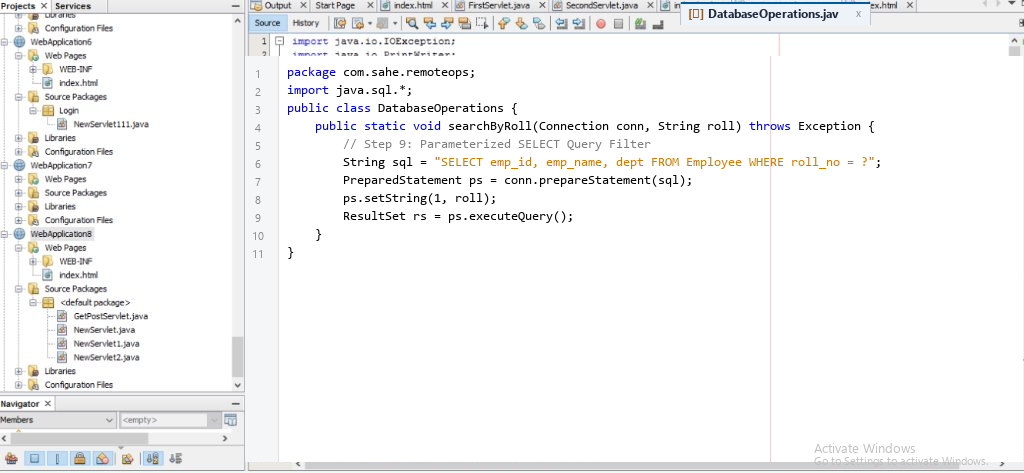 Projects × Services
Output × Start Page × index.html × FirstServlet.java × SecondServlet.java × DatabaseOperations.jav x ex.html ×
Source History
Libraries
Configuration Files
WebApplication6
Web Pages
WEB-INF
index.html
Source Packages
Login
NewServlet111.java
Libraries
Configuration Files
WebApplication7
Web Pages
Source Packages
Libraries
Configuration Files
WebApplication8
Web Pages
WEB-INF
index.html
Source Packages
<default package>
GetPostServlet.java
NewServlet.java
NewServlet1.java
NewServlet2.java
Libraries
Configuration Files
Navigator ×
Members <empty>
1 import java.io.IOException;
2 import java.io.PrintWriter;
1 package com.sahe.remoteops;
2 import java.sql.*;
3 public class DatabaseOperations {
4 public static void searchByRoll(Connection conn, String roll) throws Exception {
5 // Step 9: Parameterized SELECT Query Filter
6 String sql = "SELECT emp_id, emp_name, dept FROM Employee WHERE roll_no = ?";
7 PreparedStatement ps = conn.prepareStatement(sql);
8 ps.setString(1, roll);
9 ResultSet rs = ps.executeQuery();
10 }
11 }
Activate Windows
Go to Settings to activate Windows.